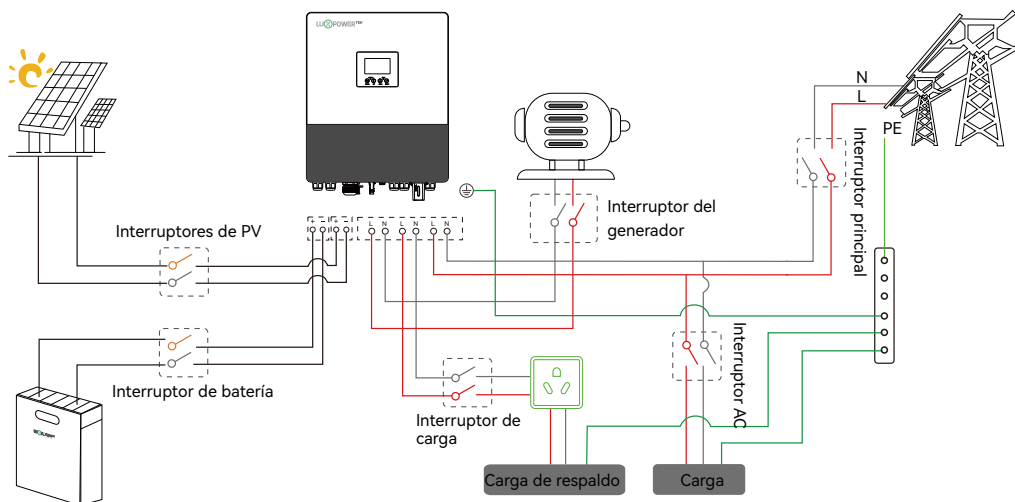 LUXPOWERTEK
N
L
PE
Interruptor principal
Interruptor del
generador
Interruptores de PV
+ - + -
L N L N L N
Interruptor de batería
Interruptor de
carga
Interruptor AC
Carga de respaldo
Carga